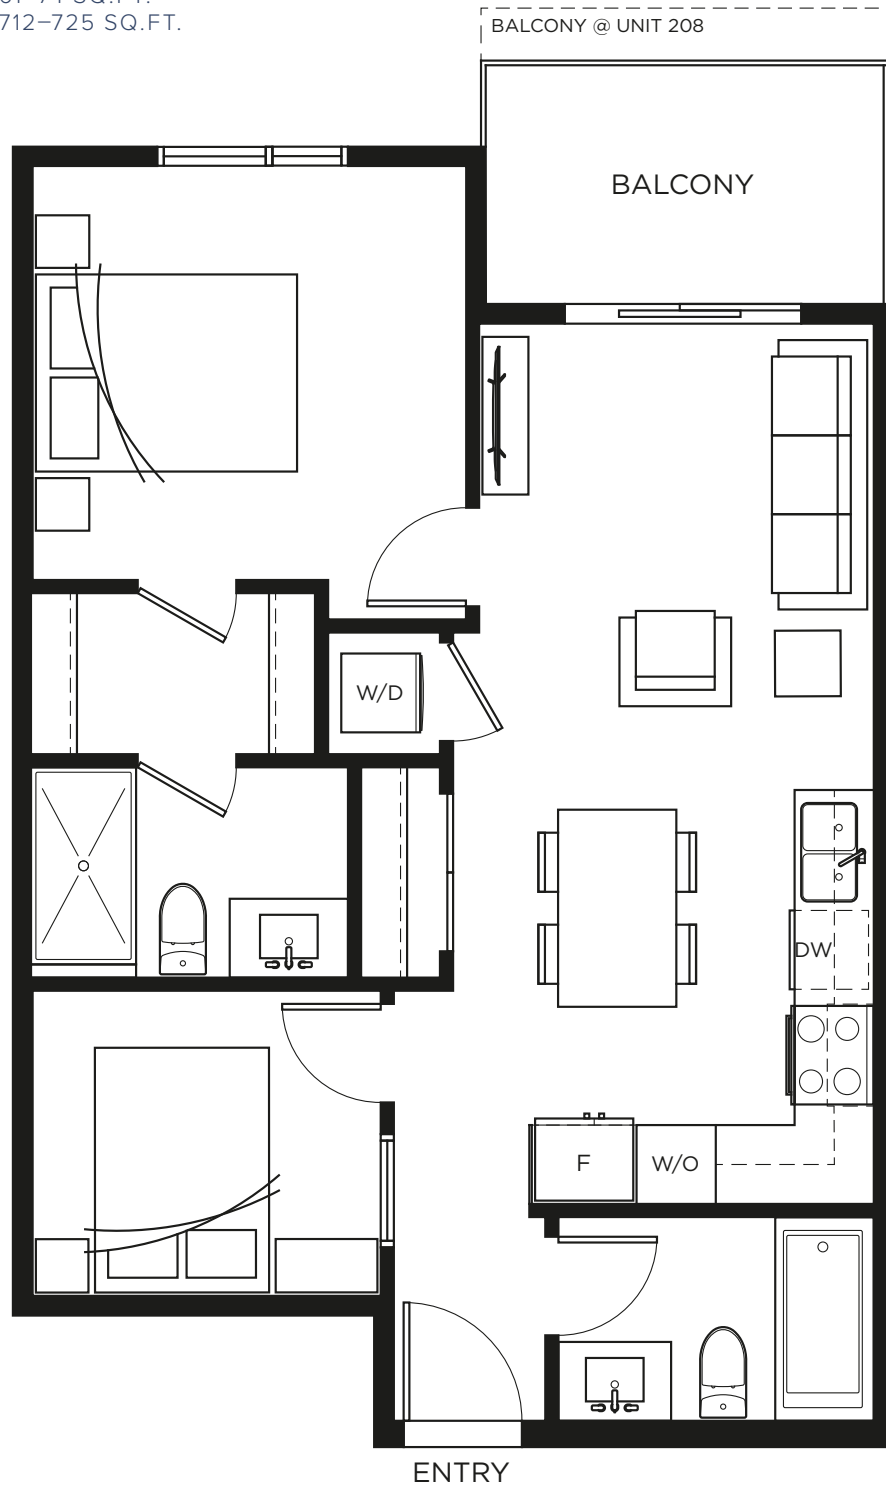 712–725 SQ.FT.
BALCONY @ UNIT 208
BALCONY
W/D
DW
F
W/O
ENTRY